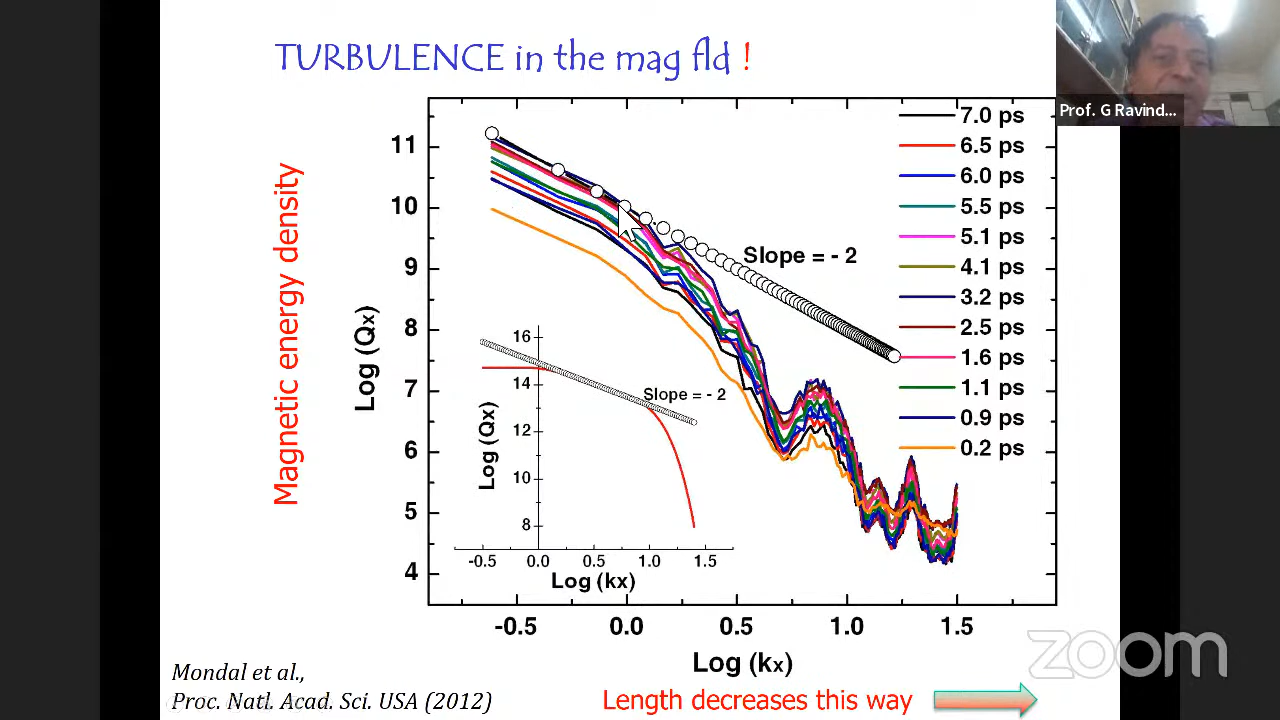 TURBULENCE in the mag fld !
Prof. G Ravind...
Magnetic energy density
Log (Qx)
11
10
9
8
7
6
5
4
-0.5
0.0
0.5
1.0
1.5
Log (kx)
Slope = - 2
7.0 ps
6.5 ps
6.0 ps
5.5 ps
5.1 ps
4.1 ps
3.2 ps
2.5 ps
1.6 ps
1.1 ps
0.9 ps
0.2 ps
16
14
12
10
8
Log (Qx)
Slope = - 2
-0.5
0.0
0.5
1.0
1.5
Log (kx)
Mondal et al.,
Proc. Natl. Acad. Sci. USA (2012)
Length decreases this way
zoom